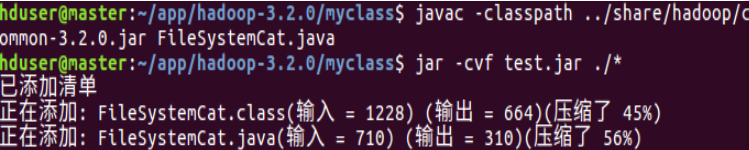 hduser@master:~/app/hadoop-3.2.0/myclass$ javac -classpath ../share/hadoop/c
ommon-3.2.0.jar FileSystemCat.java
hduser@master:~/app/hadoop-3.2.0/myclass$ jar -cvf test.jar ./*
已添加清单
正在添加: FileSystemCat.class(输入 = 1228) (输出 = 664)(压缩了 45%)
正在添加: FileSystemCat.java(输入 = 710) (输出 = 310)(压缩了 56%)